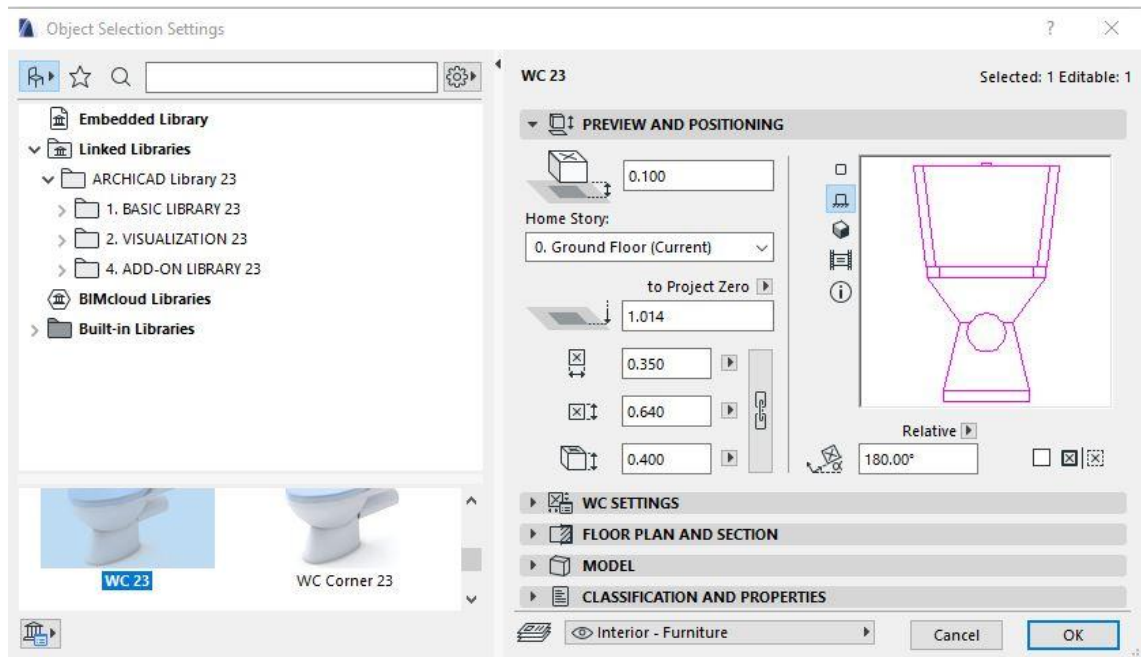 Object Selection Settings
?
WC 23
Selected: 1 Editable: 1
Embedded Library
Linked Libraries
ARCHICAD Library 23
1. BASIC LIBRARY 23
2. VISUALIZATION 23
4. ADD-ON LIBRARY 23
BIMcloud Libraries
Built-in Libraries
WC 23
WC Corner 23
PREVIEW AND POSITIONING
0.100
Home Story:
0. Ground Floor (Current)
to Project Zero
1.014
0.350
0.640
0.400
Relative
α
180.00°
WC SETTINGS
FLOOR PLAN AND SECTION
MODEL
CLASSIFICATION AND PROPERTIES
Interior - Furniture
Cancel
OK